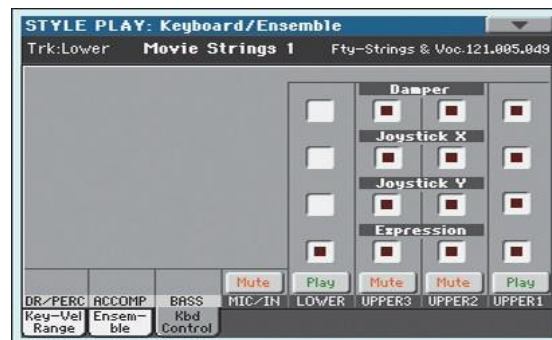 STYLE PLAY: Keyboard/Ensemble
Trk:Lower Movie Strings 1 Fty-Strings & Voc.121.005.049
Damper
Joystick X
Joystick Y
Expression
Mute Play Mute Mute Play
DR/PERC ACCOMP BASS MIC/IN LOWER UPPER3 UPPER2 UPPER1
Key-Vel Range Ensem-ble Kbd Control